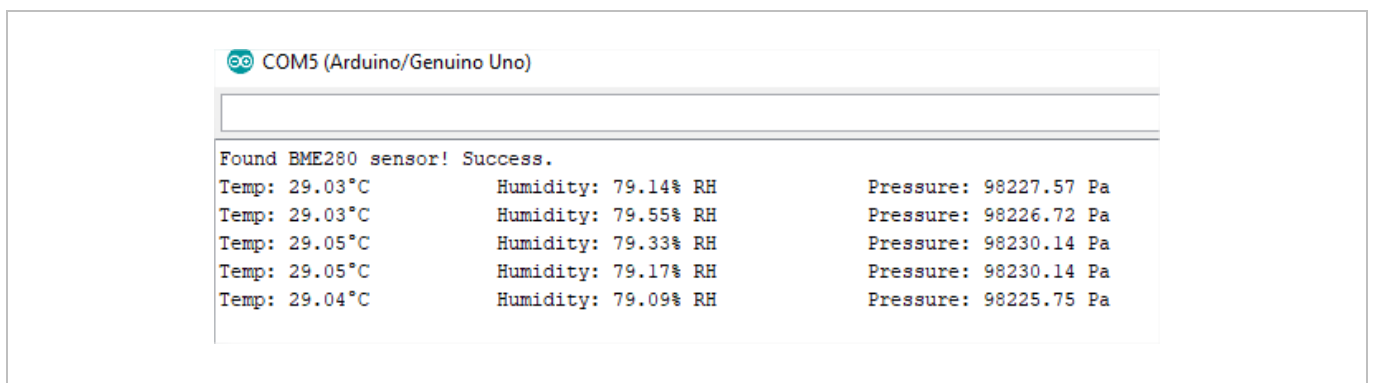 COM5 (Arduino/Genuino Uno)
Found BME280 sensor! Success.
Temp: 29.03°C Humidity: 79.14% RH Pressure: 98227.57 Pa
Temp: 29.03°C Humidity: 79.55% RH Pressure: 98226.72 Pa
Temp: 29.05°C Humidity: 79.33% RH Pressure: 98230.14 Pa
Temp: 29.05°C Humidity: 79.17% RH Pressure: 98230.14 Pa
Temp: 29.04°C Humidity: 79.09% RH Pressure: 98225.75 Pa